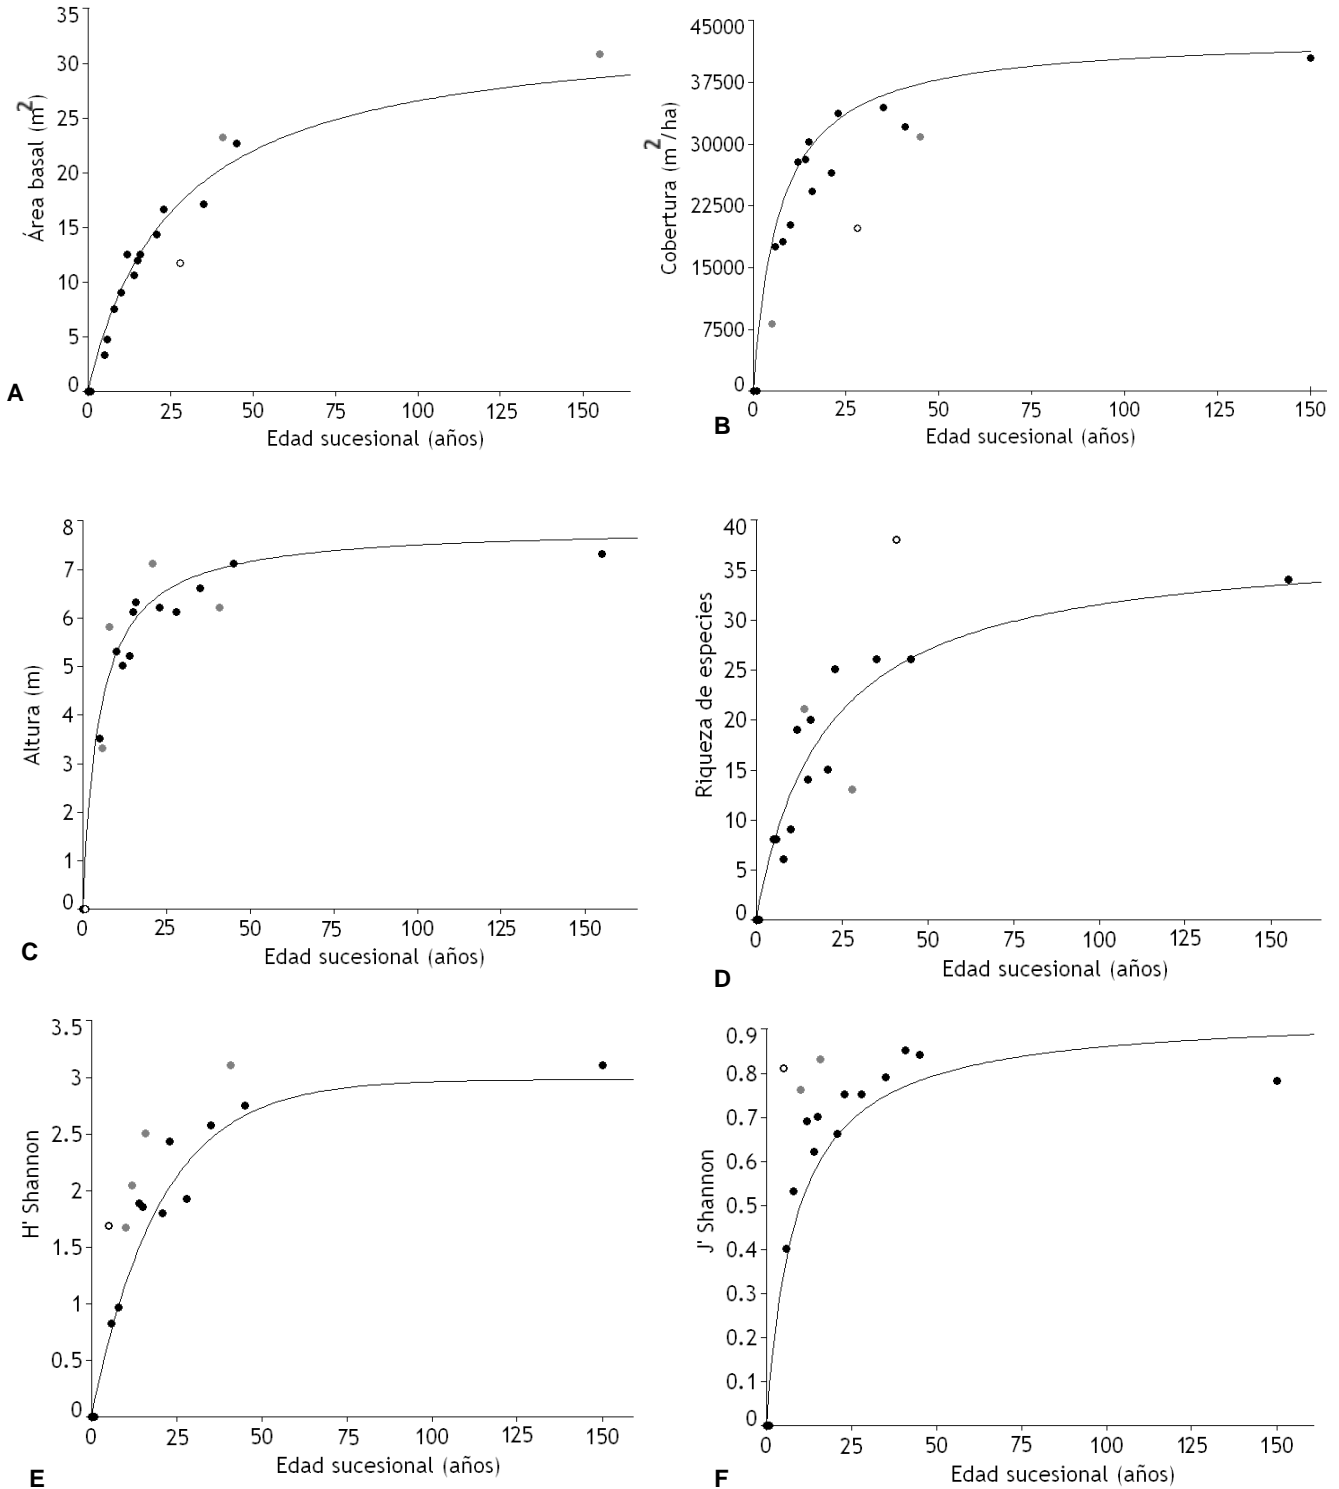 35
30
25
20
15
10
5
0
Área basal (m²)
0 25 50 75 100 125 150
Edad sucesional (años)
A
45000
37500
30000
22500
15000
7500
0
Cobertura (m²/ha)
0 25 50 75 100 125 150
Edad sucesional (años)
B
8
7
6
5
4
3
2
1
0
Altura (m)
0 25 50 75 100 125 150
Edad sucesional (años)
C
40
35
30
25
20
15
10
5
0
Riqueza de especies
0 25 50 75 100 125 150
Edad sucesional (años)
D
3.5
3
2.5
2
1.5
1
0.5
0
H' Shannon
0 25 50 75 100 125 150
Edad sucesional (años)
E
0.9
0.8
0.7
0.6
0.5
0.4
0.3
0.2
0.1
0
J' Shannon
0 25 50 75 100 125 150
Edad sucesional (años)
F